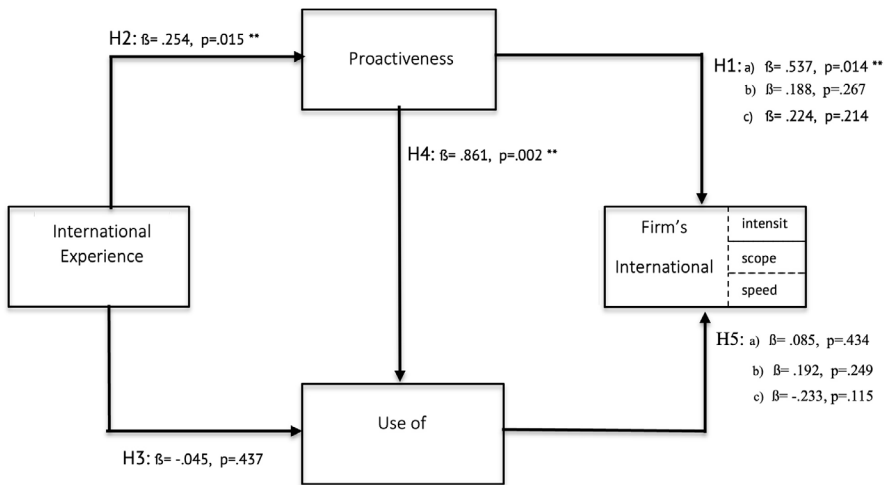 H2: ß= .254, p=.015 **
Proactiveness
H1: a) ß= .537, p=.014 **
b) ß= .188, p=.267
c) ß= .224, p=.214
H4: ß= .861, p=.002 **
International
Experience
Firm's
International
intensit
scope
speed
H5: a) ß= .085, p=.434
b) ß= .192, p=.249
c) ß= -.233, p=.115
Use of
H3: ß= -.045, p=.437